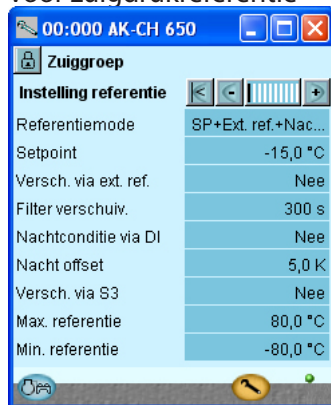 00:000 AK-CH 650
Zuiggroep
Instelling referentie
Referentiemode SP+Ext. ref.+Nac...
Setpoint -15,0 °C
Versch. via ext. ref. Nee
Filter verschuiv. 300 s
Nachtconditie via DI Nee
Nacht offset 5,0 K
Versch. via S3 Nee
Max. referentie 80,0 °C
Min. referentie -80,0 °C